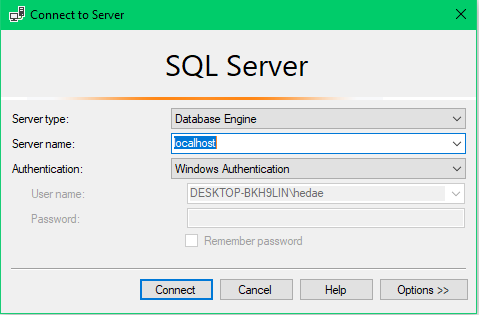 Connect to Server
SQL Server
Server type: Database Engine
Server name: localhost
Authentication: Windows Authentication
User name: DESKTOP-BKH9LIN\hedae
Password:
Remember password
Connect Cancel Help Options >>